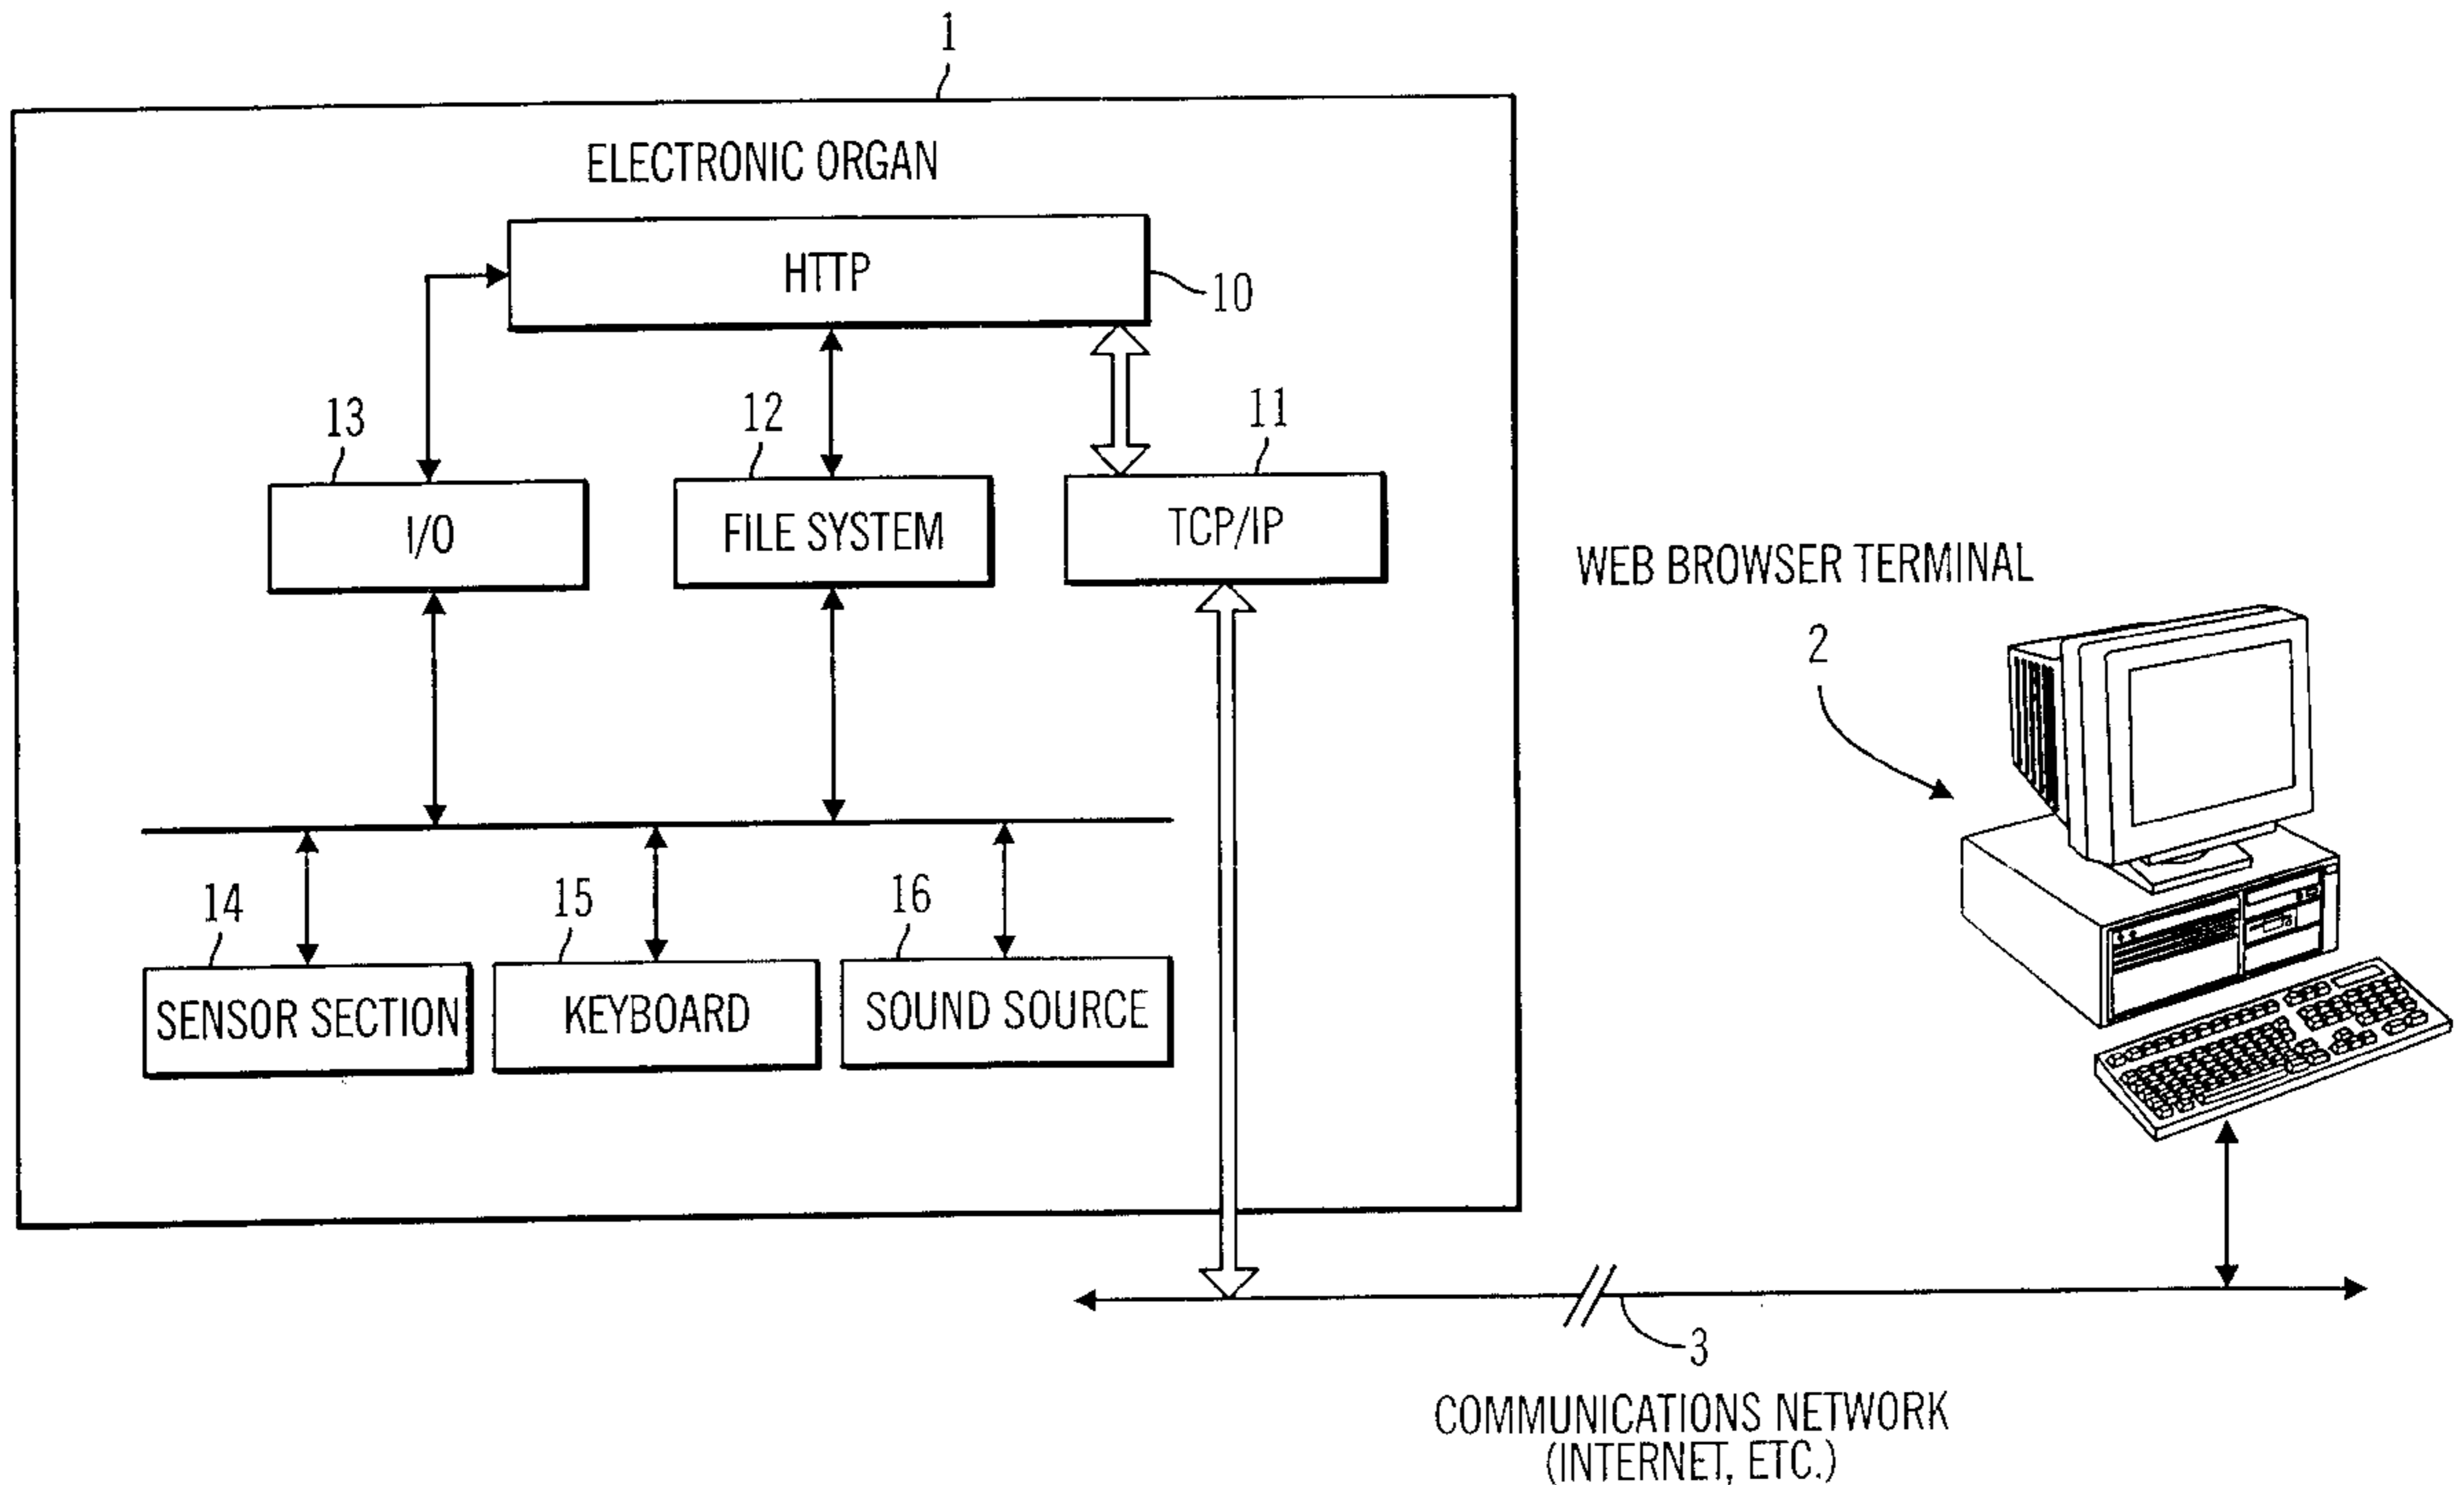 1
ELECTRONIC ORGAN
HTTP
10
13
12
11
I/O
FILE SYSTEM
TCP/IP
WEB BROWSER TERMINAL
2
14
15
16
SENSOR SECTION
KEYBOARD
SOUND SOURCE
3
COMMUNICATIONS NETWORK
(INTERNET, ETC.)